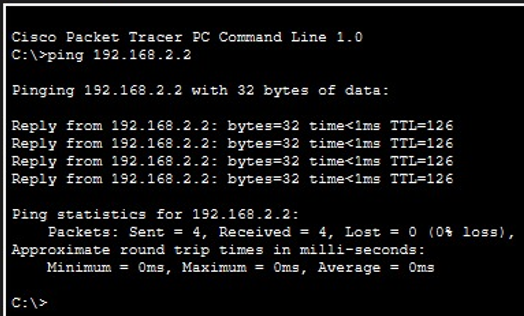 Cisco Packet Tracer PC Command Line 1.0
C:\>ping 192.168.2.2
Pinging 192.168.2.2 with 32 bytes of data:
Reply from 192.168.2.2: bytes=32 time<1ms TTL=126
Reply from 192.168.2.2: bytes=32 time<1ms TTL=126
Reply from 192.168.2.2: bytes=32 time<1ms TTL=126
Reply from 192.168.2.2: bytes=32 time<1ms TTL=126
Ping statistics for 192.168.2.2:
Packets: Sent = 4, Received = 4, Lost = 0 (0% loss),
Approximate round trip times in milli-seconds:
Minimum = 0ms, Maximum = 0ms, Average = 0ms
C:\>